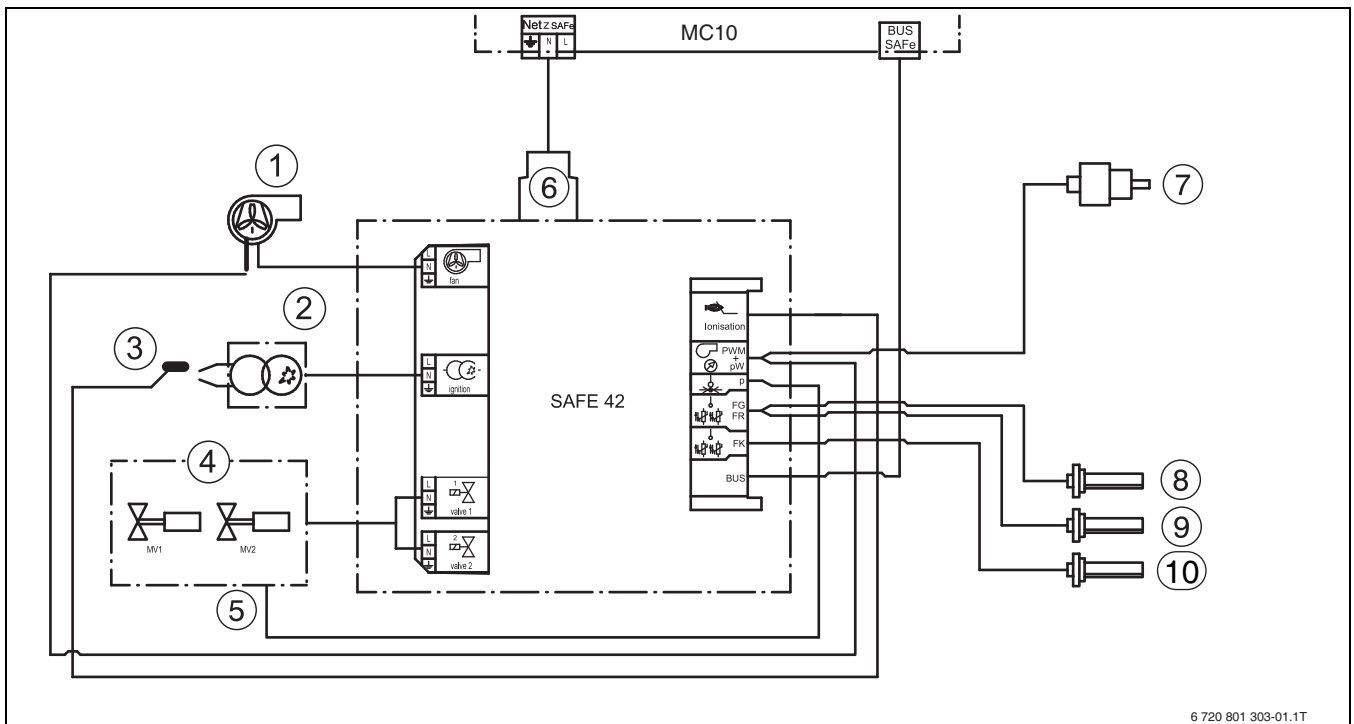 Net Z SAFe
N L
MC10
BUS
SAFe
1
6
7
L
N
fan
2
Ionisation
3
PWM
+
pW
L
N
ignition
p
SAFE 42
FG
FR
FK
4
BUS
8
L
N
1
valve 1
9
MV1
MV2
L
N
2
valve 2
10
5
6 720 801 303-01.1T